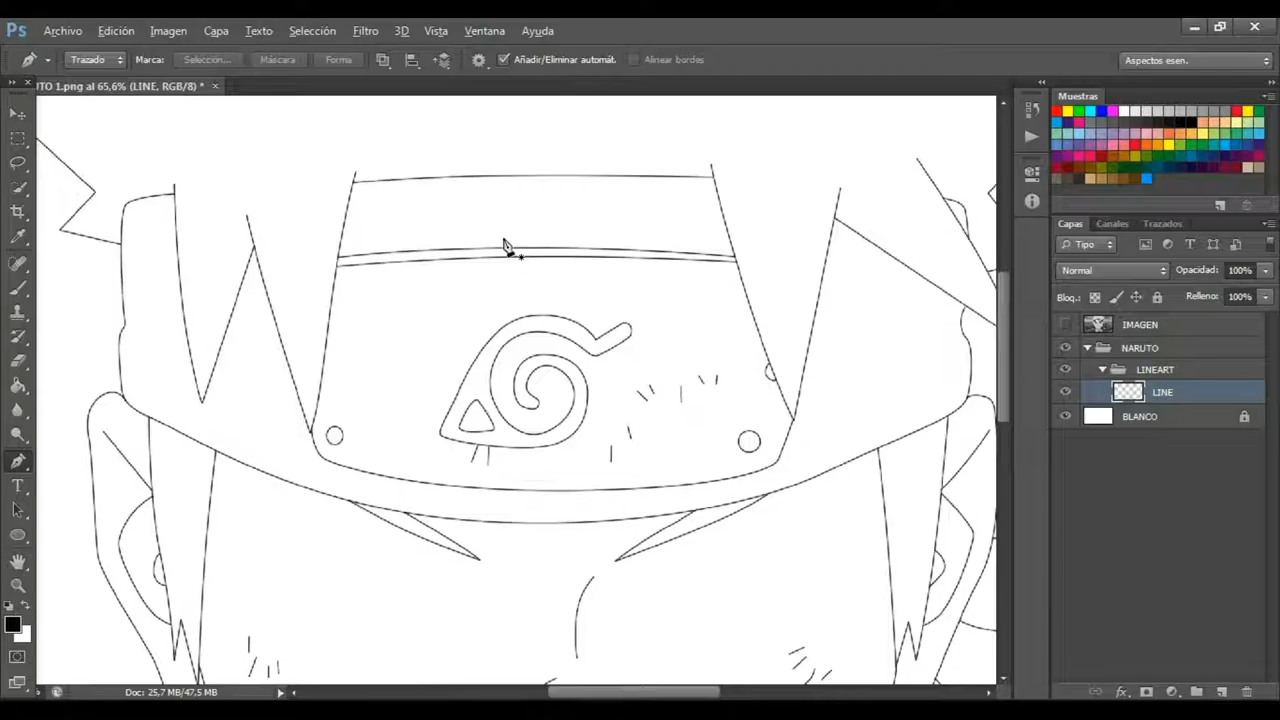 Ps Archivo Edición Imagen Capa Texto Selección Filtro 3D Vista Ventana Ayuda
Trazado Marca: Selección... Máscara Forma Añadir/Eliminar automát. Alinear bordes Aspectos esen.
UTO 1.png al 65,6% (LINE, RGB/8) * ×
Muestras
Capas Canales Trazados
Tipo
Normal Opacidad: 100%
Bloq.: Relleno: 100%
IMAGEN
NARUTO
LINEART
LINE
BLANCO
Doc: 25,7 MB/47,5 MB